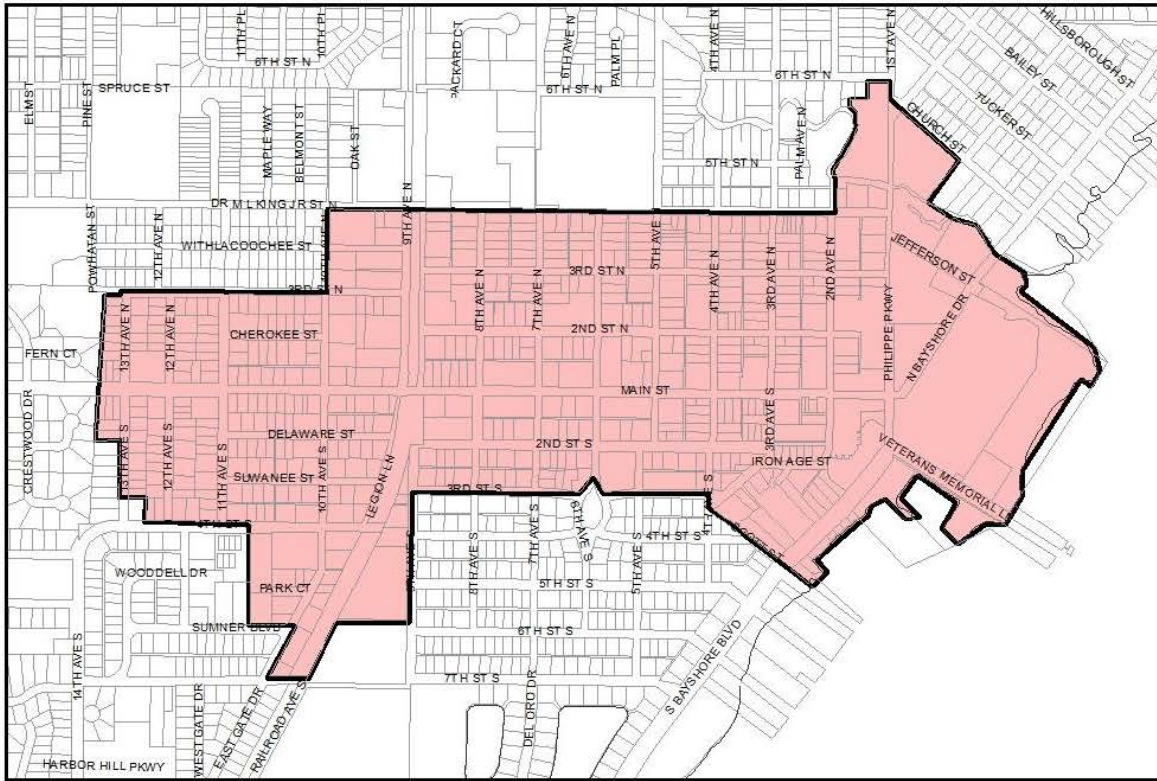 11TH PL
10TH PL
PACKARD CT
6TH AVE N
PALM PL
4TH AVE N
1ST AVE N
HILLSBOROUGH ST
BAILEY ST
TUCKER ST
CHURCH ST
6TH ST N
6TH ST N
6TH ST N
ELM ST
PINE ST
SPRUCE ST
MAPLE WAY
BELMONT ST
OAK ST
5TH ST N
PALM AVE N
DR M L KING JR ST N
9TH AVE N
POWHATAN ST
12TH AVE N
WITHLACOOCHEE ST
3RD ST N
5TH AVE N
2ND AVE N
JEFFERSON ST
3RD ST N
8TH AVE N
7TH AVE N
4TH AVE N
3RD AVE N
PHILIPPE PKWY
N BAYSHORE DR
13TH AVE N
12TH AVE N
CHEROKEE ST
2ND ST N
FERN CT
CRESTWOOD DR
MAIN ST
3RD AVE S
DELAWARE ST
2ND ST S
13TH AVE S
12TH AVE S
11TH AVE S
10TH AVE S
SUWANEE ST
LEGION LN
3RD ST S
IRON AGE ST
VETERANS MEMORIAL
4TH AVE S
6TH AVE S
7TH AVE S
8TH AVE S
5TH AVE S
4TH ST S
WOODDELL DR
PARK CT
5TH ST S
SUMNER BLVD
6TH ST S
S BAYSHORE BLVD
14TH AVE S
7TH ST S
WEST GATE DR
EAST GATE DR
RAILROAD AVE S
DEL ORO DR
HARBOR HILL PKWY